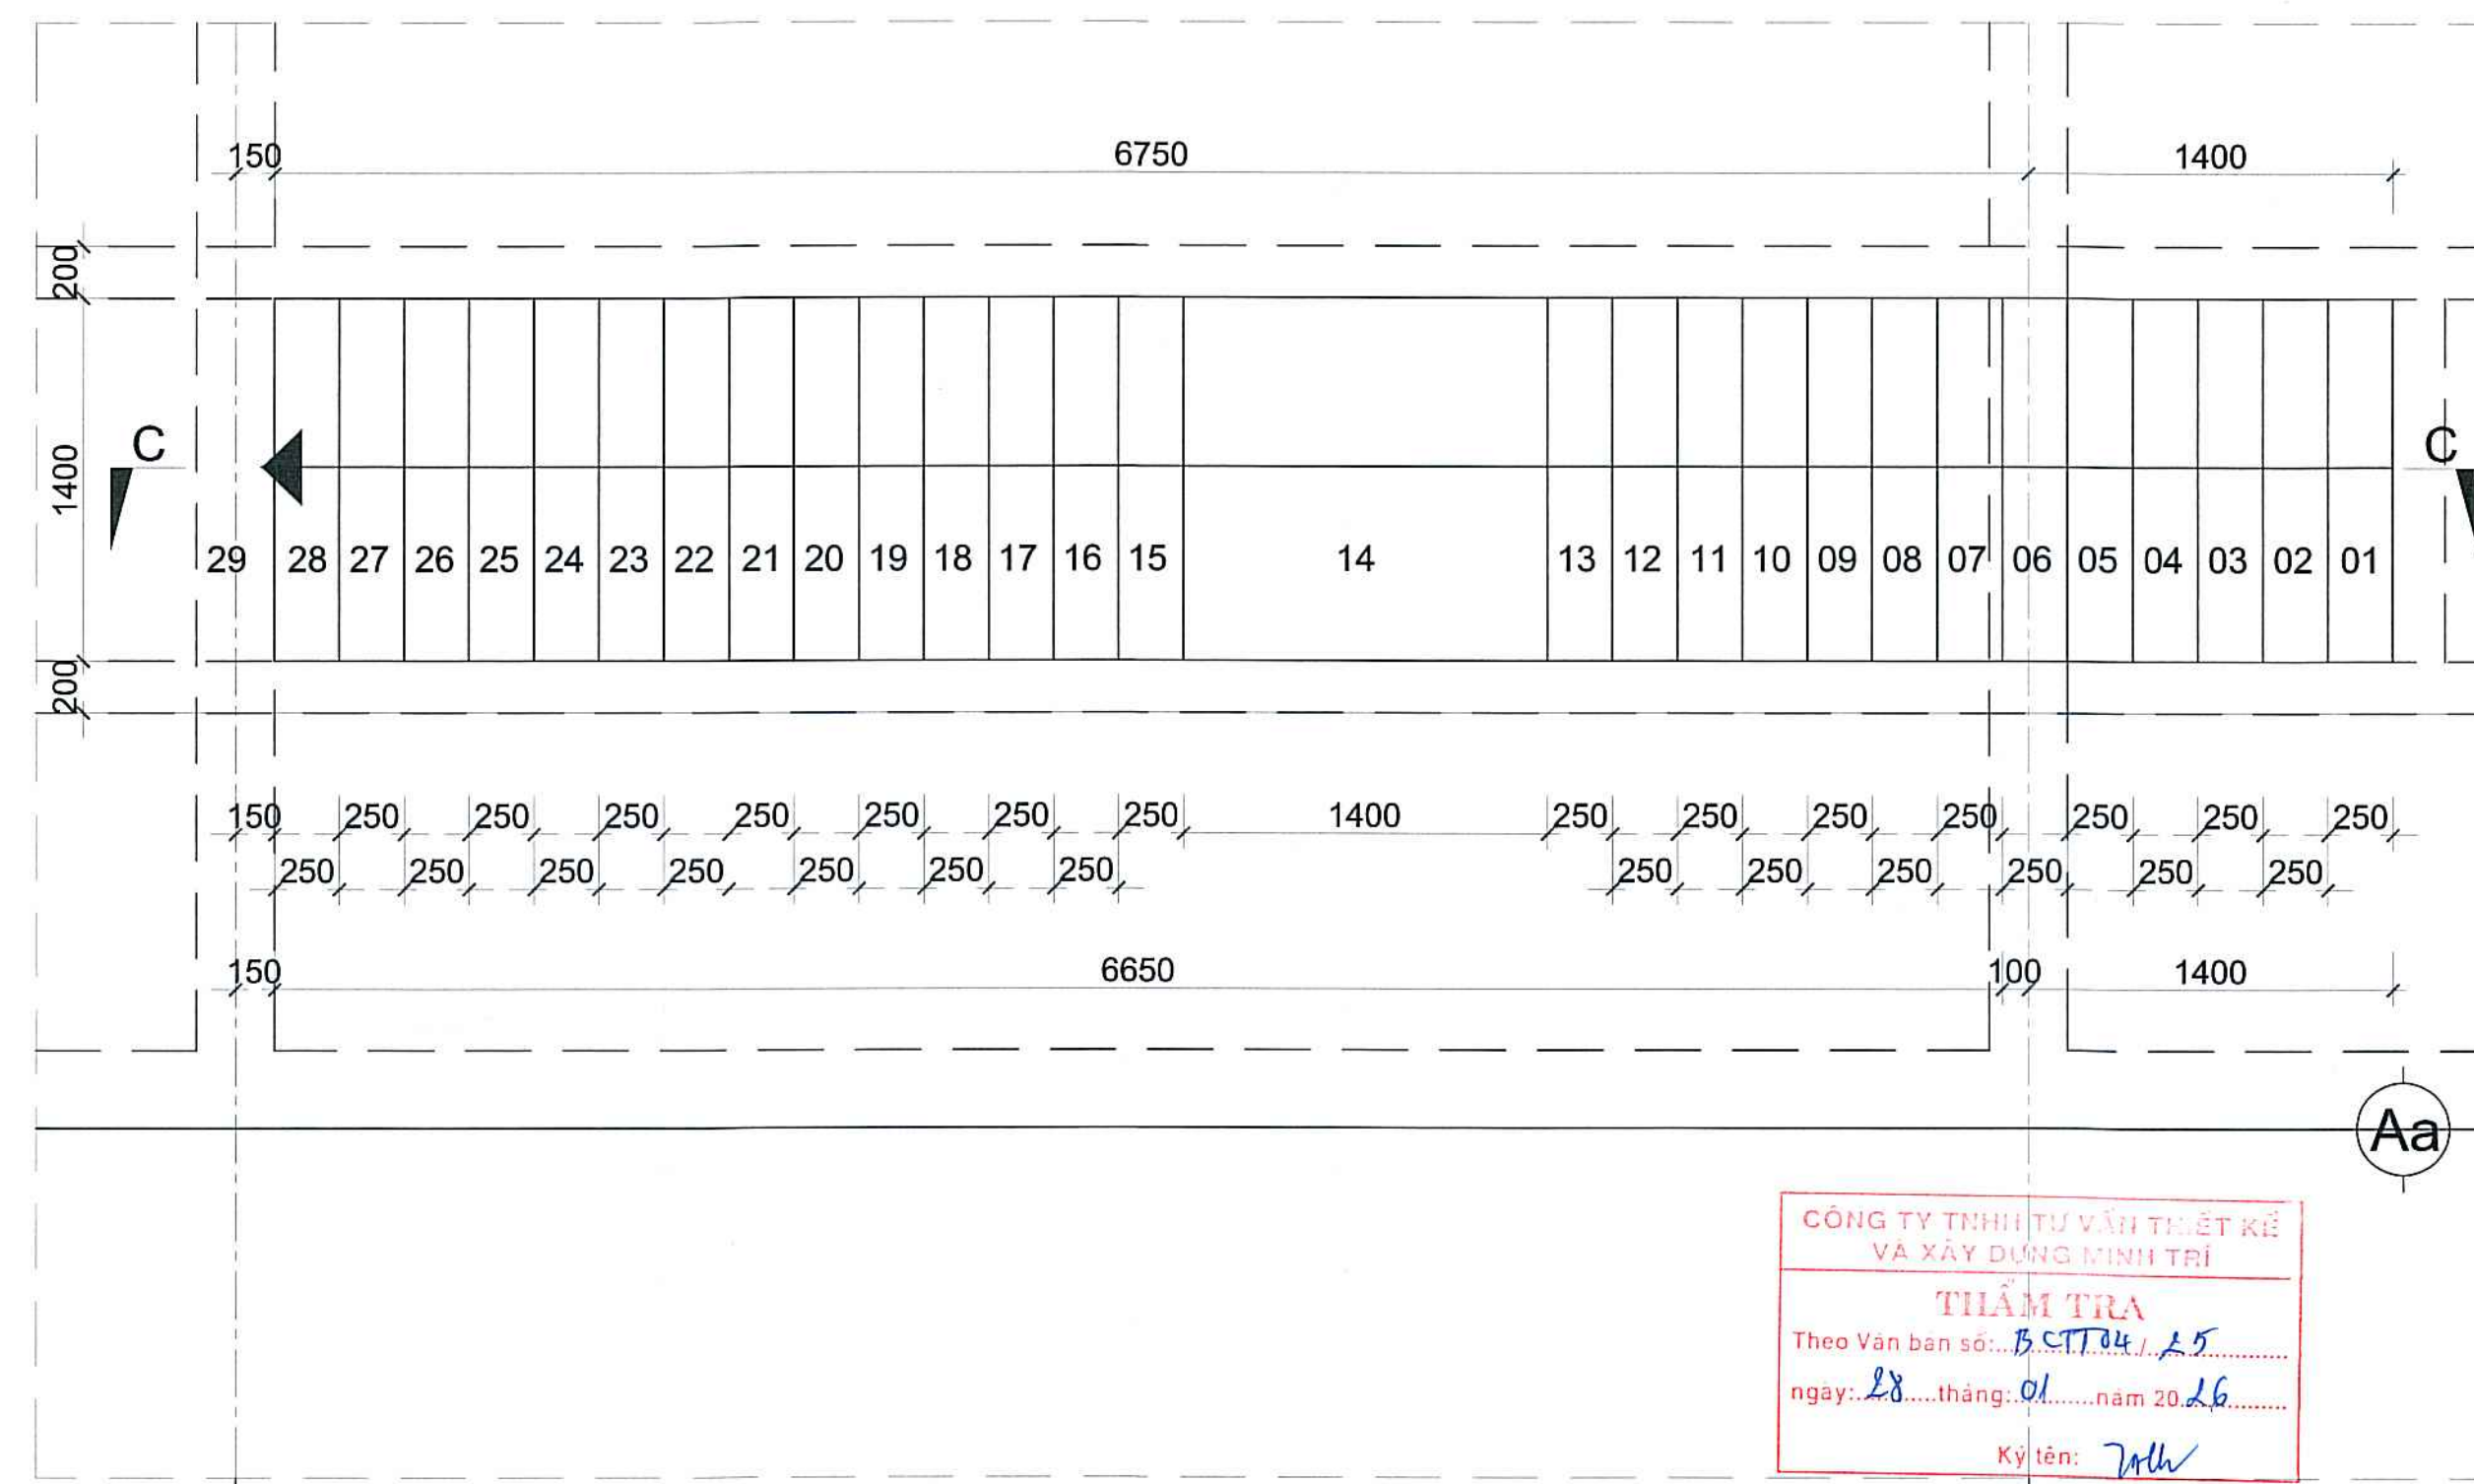 150 6750 1400
200
C C
1400
29 28 27 26 25 24 23 22 21 20 19 18 17 16 15 14 13 12 11 10 09 08 07 06 05 04 03 02 01
200
150 250 250 250 250 250 250 250 1400 250 250 250 250 250 250 250
250 250 250 250 250 250 250 250 250 250 250 250 250
150 6650 100 1400
Aa
CÔNG TY TNHH TƯ VẤN THIẾT KẾ
VÀ XÂY DỰNG MINH TRÍ
THẨM TRA
Theo Văn bản số:..BCTT04/25
ngày:..28.....tháng:..01.......năm 20.26
Ký tên: